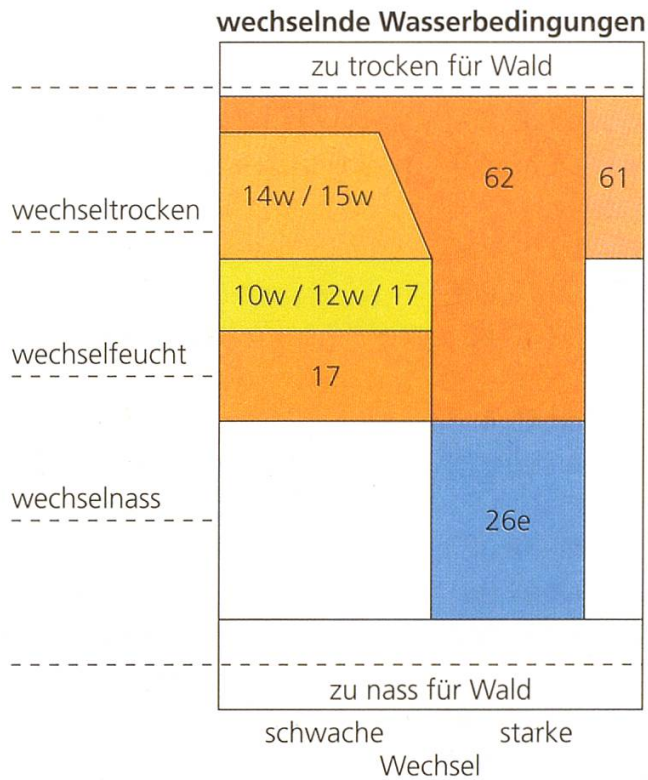 wechselnde Wasserbedingungen
zu trocken für Wald
62
61
14w / 15w
wechseltrocken
10w / 12w / 17
wechselfeucht
17
wechselnass
26e
zu nass für Wald
schwache
starke
Wechsel